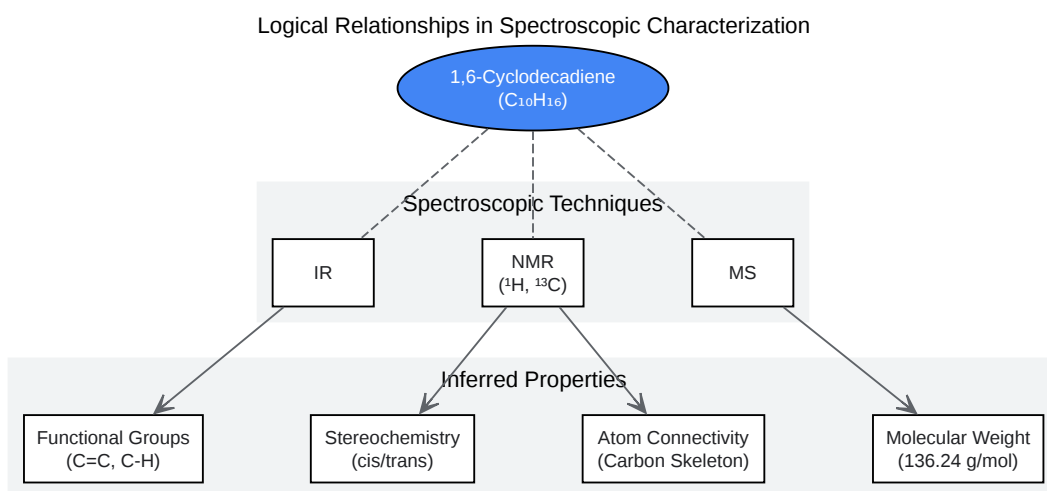 Logical Relationships in Spectroscopic Characterization
1,6-Cyclodecadiene
(C₁₀H₁₆)
Spectroscopic Techniques
IR
NMR
(¹H, ¹³C)
MS
Inferred Properties
Functional Groups
(C=C, C-H)
Stereochemistry
(cis/trans)
Atom Connectivity
(Carbon Skeleton)
Molecular Weight
(136.24 g/mol)